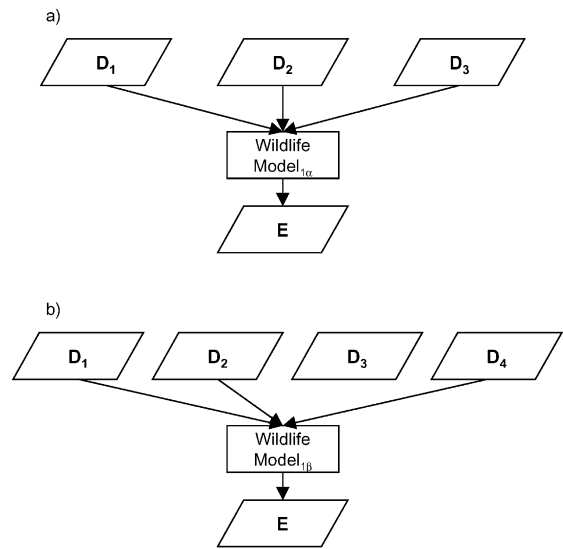 a)
D₁ D₂ D₃
Wildlife
Model₁α
E
b)
D₁ D₂ D₃ D₄
Wildlife
Model₁β
E